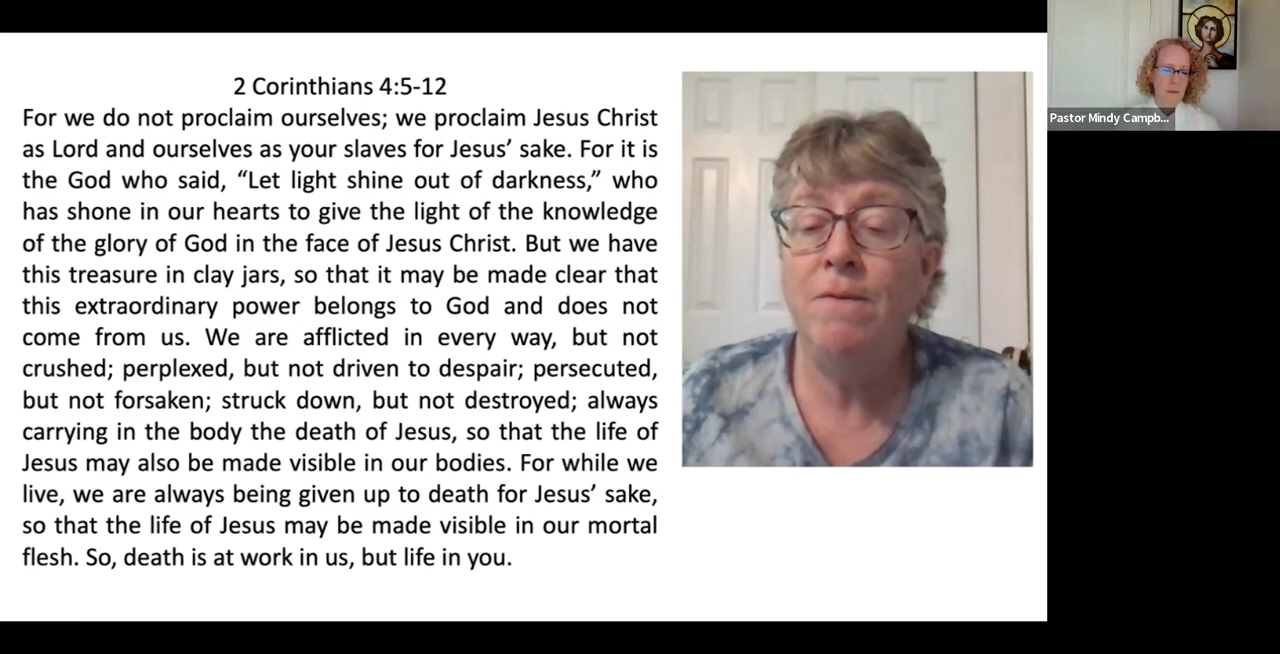 2 Corinthians 4:5-12
For we do not proclaim ourselves; we proclaim Jesus Christ
as Lord and ourselves as your slaves for Jesus’ sake. For it is
the God who said, “Let light shine out of darkness,” who
has shone in our hearts to give the light of the knowledge
of the glory of God in the face of Jesus Christ. But we have
this treasure in clay jars, so that it may be made clear that
this extraordinary power belongs to God and does not
come from us. We are afflicted in every way, but not
crushed; perplexed, but not driven to despair; persecuted,
but not forsaken; struck down, but not destroyed; always
carrying in the body the death of Jesus, so that the life of
Jesus may also be made visible in our bodies. For while we
live, we are always being given up to death for Jesus’ sake,
so that the life of Jesus may be made visible in our mortal
flesh. So, death is at work in us, but life in you.
Pastor Mindy Campb...